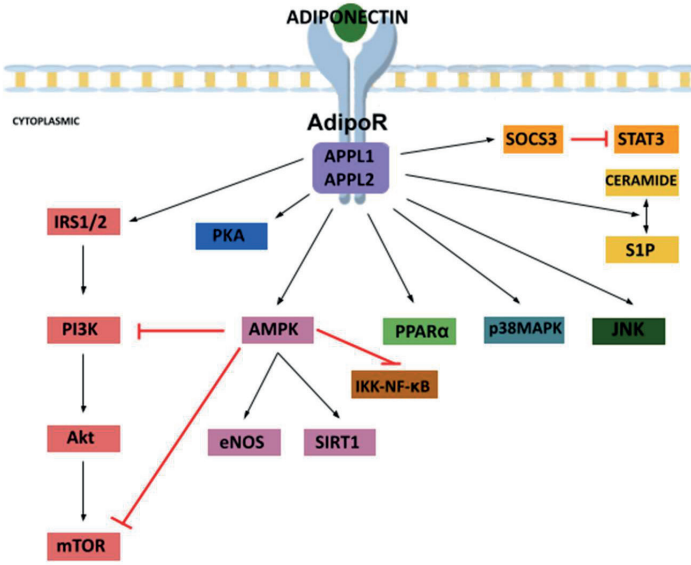 ADIPONECTIN
CYTOPLASMIC
AdipoR
APPL1
APPL2
SOCS3
STAT3
CERAMIDE
S1P
IRS1/2
PKA
PI3K
AMPK
PPARα
p38MAPK
JNK
IKK-NF-κB
Akt
eNOS
SIRT1
mTOR